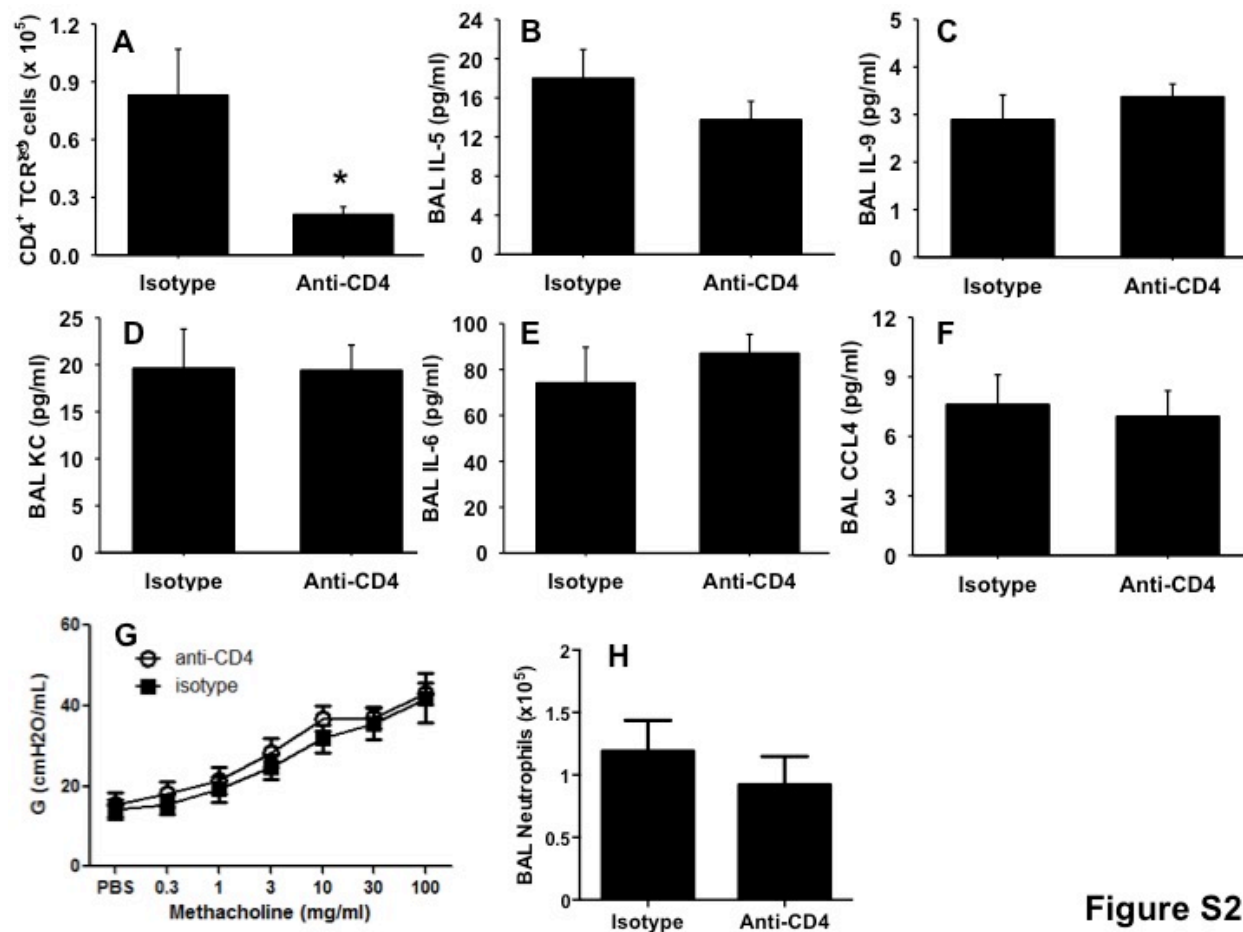 A
CD4+ TCR cells (x 10^5)
1.2
0.9
0.6
0.3
0.0
*
Isotype Anti-CD4
B
BAL IL-5 (pg/ml)
24
20
16
12
8
4
0
Isotype Anti-CD4
C
BAL IL-9 (pg/ml)
5
4
3
2
1
0
Isotype Anti-CD4
D
BAL KC (pg/ml)
25
20
15
10
5
0
Isotype Anti-CD4
E
BAL IL-6 (pg/ml)
100
80
60
40
20
0
Isotype Anti-CD4
F
BAL CCL4 (pg/ml)
12
9
6
3
0
Isotype Anti-CD4
G
anti-CD4
isotype
G (cmH2O/mL)
60
40
20
0
PBS 0.3 1 3 10 30 100
Methacholine (mg/ml)
H
BAL Neutrophils (x10^5)
2
1.5
1
0.5
0
Isotype Anti-CD4
Figure S2